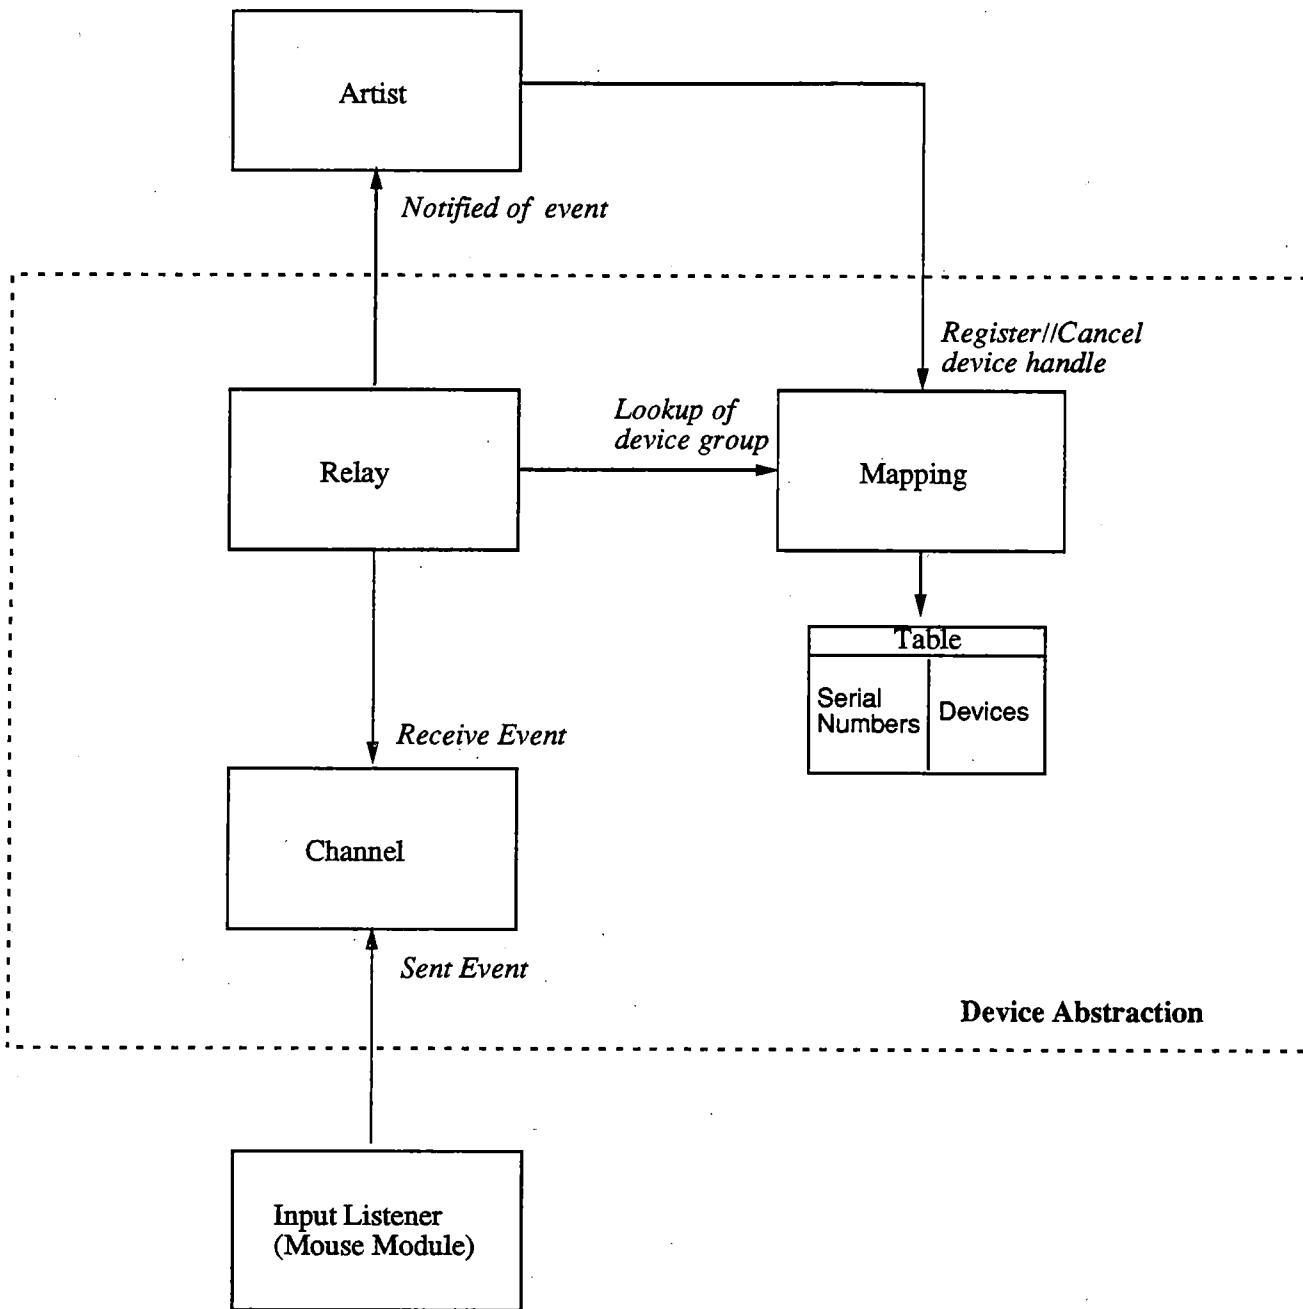 Artist
Notified of event
Register//Cancel
device handle
Lookup of
device group
Relay
Mapping
Table
Serial
Numbers
Devices
Receive Event
Channel
Sent Event
Device Abstraction
Input Listener
(Mouse Module)